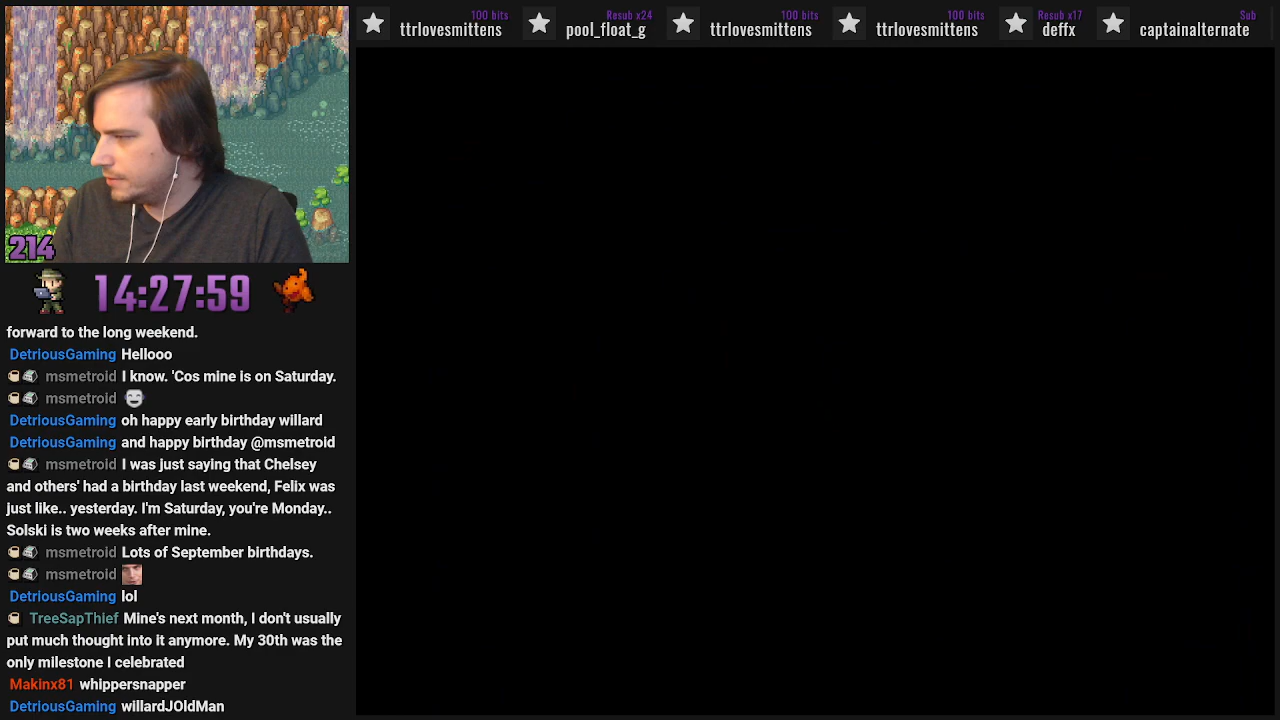 100 bits
ttrlovesmittens
Resub x24
pool_float_g
100 bits
ttrlovesmittens
100 bits
ttrlovesmittens
Resub x17
deffx
Sub
captainalternate
214
14:27:59
forward to the long weekend.
DetriousGaming Hellooo
msmetroid I know. 'Cos mine is on Saturday.
msmetroid
DetriousGaming oh happy early birthday willard
DetriousGaming and happy birthday @msmetroid
msmetroid I was just saying that Chelsey
and others' had a birthday last weekend, Felix was
just like.. yesterday. I'm Saturday, you're Monday..
Solski is two weeks after mine.
msmetroid Lots of September birthdays.
msmetroid
DetriousGaming lol
TreeSapThief Mine's next month, I don't usually
put much thought into it anymore. My 30th was the
only milestone I celebrated
Makinx81 whippersnapper
DetriousGaming willardJOldMan